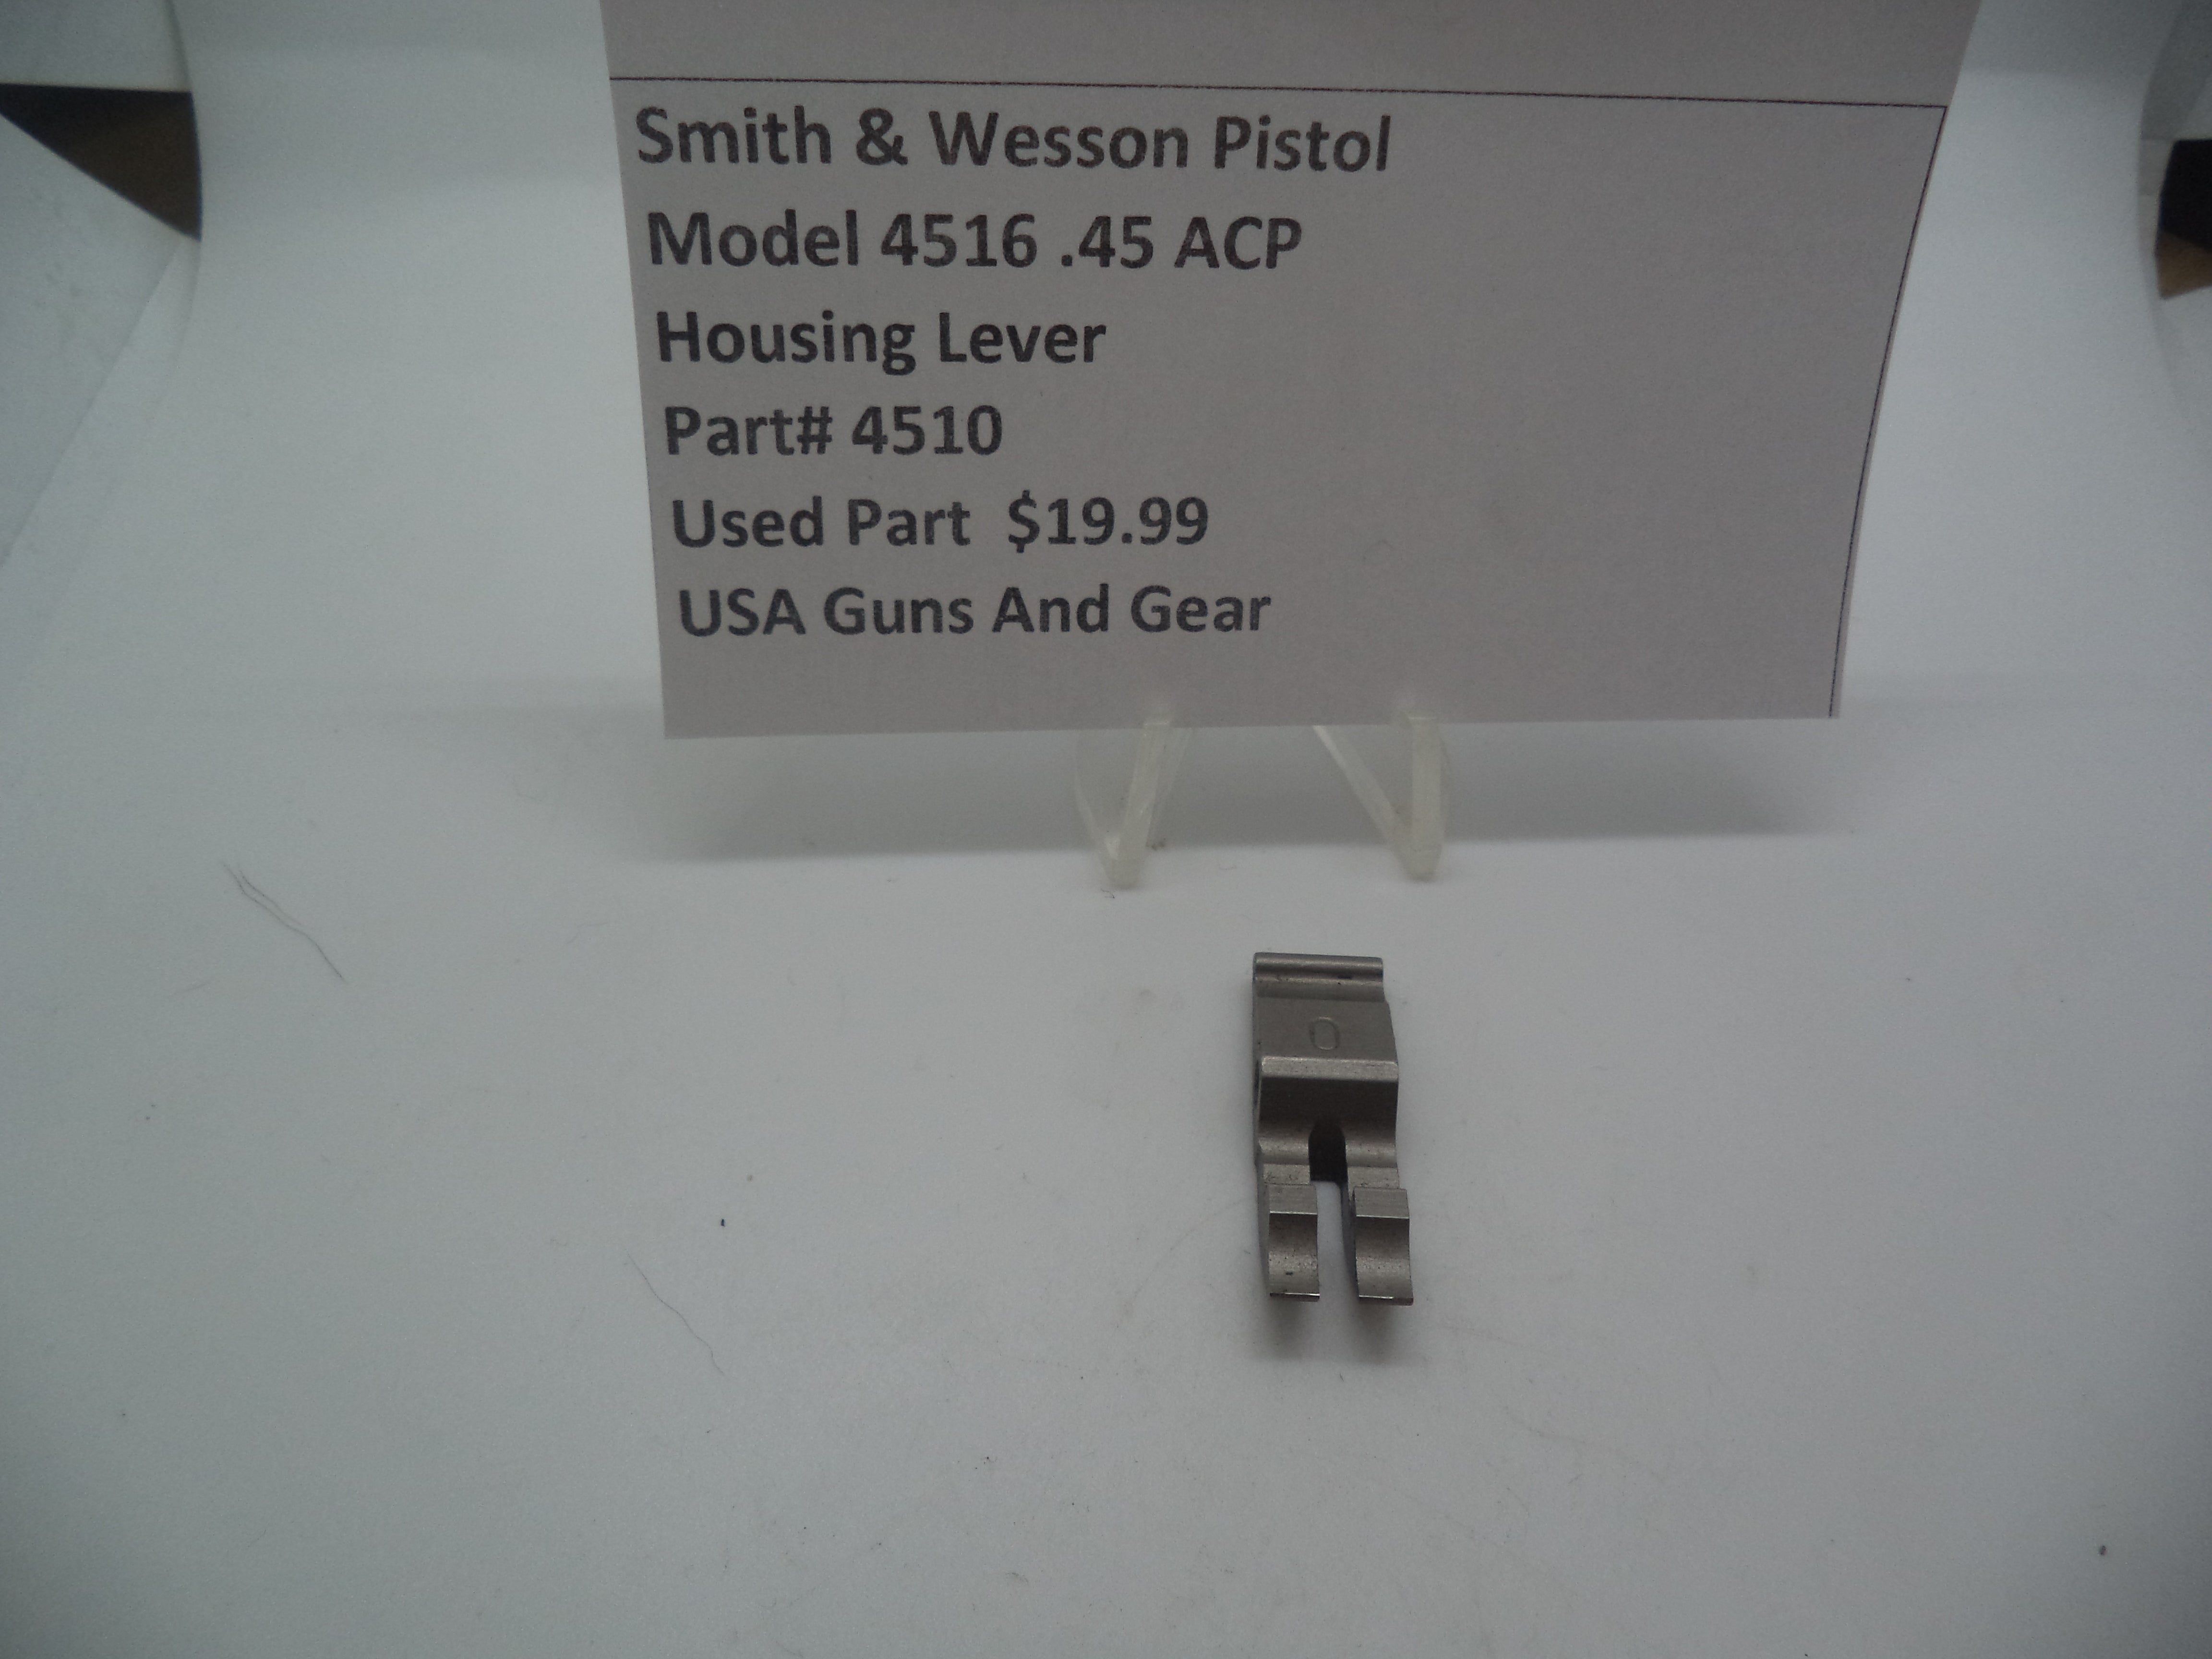 Smith & Wesson Pistol
Model 4516 .45 ACP
Housing Lever
Part# 4510
Used Part $19.99
USA Guns And Gear
0